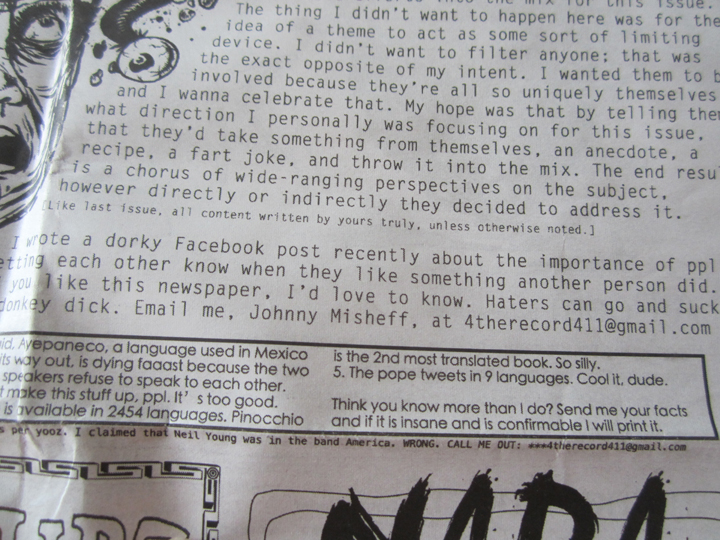 The thing I didn't want to happen here was for the
idea of a theme to act as some sort of limiting
device. I didn't want to filter anyone; that was
the exact opposite of my intent. I wanted them to b
involved because they're all so uniquely themselves
and I wanna celebrate that. My hope was that by telling them
what direction I personally was focusing on for this issue,
that they'd take something from themselves, an anecdote, a
recipe, a fart joke, and throw it into the mix. The end resu
is a chorus of wide-ranging perspectives on the subject,
however directly or indirectly they decided to address it.
[Like last issue, all content written by yours truly, unless otherwise noted.]
I wrote a dorky Facebook post recently about the importance of ppl
etting each other know when they like something another person did.
you like this newspaper, I'd love to know. Haters can go and suck
donkey dick. Email me, Johnny Misheff, at 4therecord411@gmail.com
id. Ayepaneco, a language used in Mexico
ts way out, is dying faaast because the two
speakers refuse to speak to each other.
make this stuff up, ppl. It's too good.
is available in 2454 languages. Pinocchio
is the 2nd most translated book. So silly.
5. The pope tweets in 9 languages. Cool it, dude.
Think you know more than I do? Send me your facts
and if it is insane and is confirmable I will print it.
s per yooz. I claimed that Neil Young was in the band America. WRONG. CALL ME OUT: ***4therecord411@gmail.com